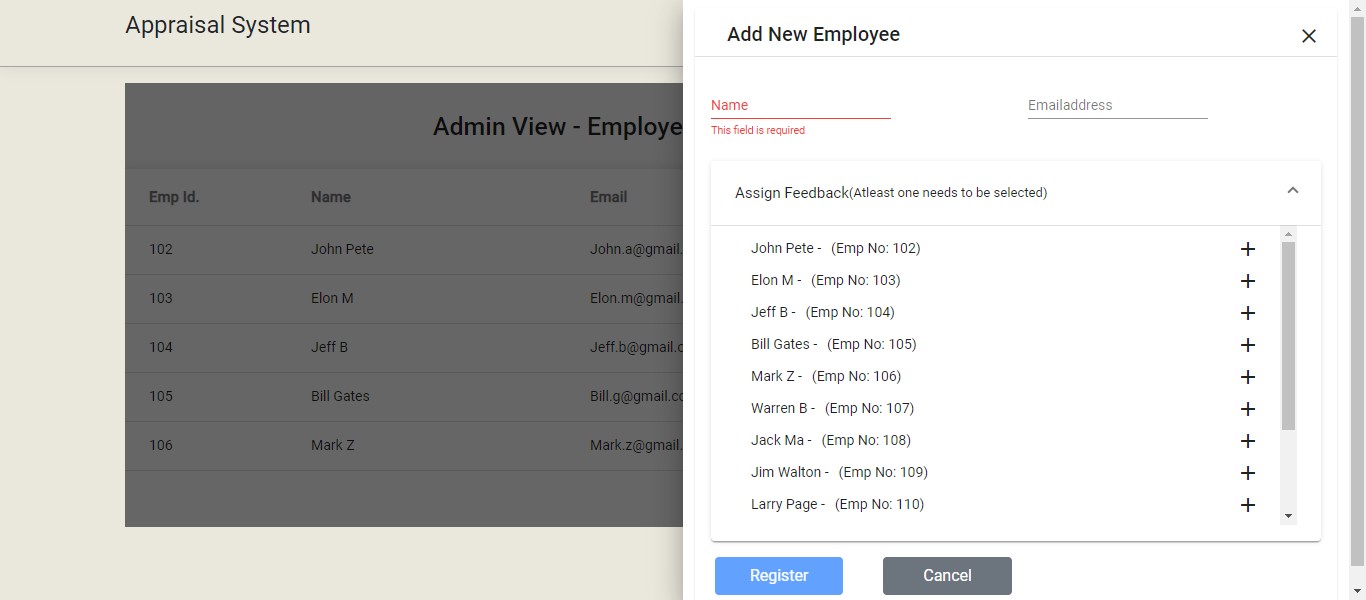 Appraisal System
Admin View - Employe
Emp Id. Name Email
102 John Pete John.a@gmail.
103 Elon M Elon.m@gmail.
104 Jeff B Jeff.b@gmail.c
105 Bill Gates Bill.g@gmail.co
106 Mark Z Mark.z@gmail.
Add New Employee
Name Emailaddress
This field is required
Assign Feedback(Atleast one needs to be selected)
John Pete - (Emp No: 102)
Elon M - (Emp No: 103)
Jeff B - (Emp No: 104)
Bill Gates - (Emp No: 105)
Mark Z - (Emp No: 106)
Warren B - (Emp No: 107)
Jack Ma - (Emp No: 108)
Jim Walton - (Emp No: 109)
Larry Page - (Emp No: 110)
Register Cancel